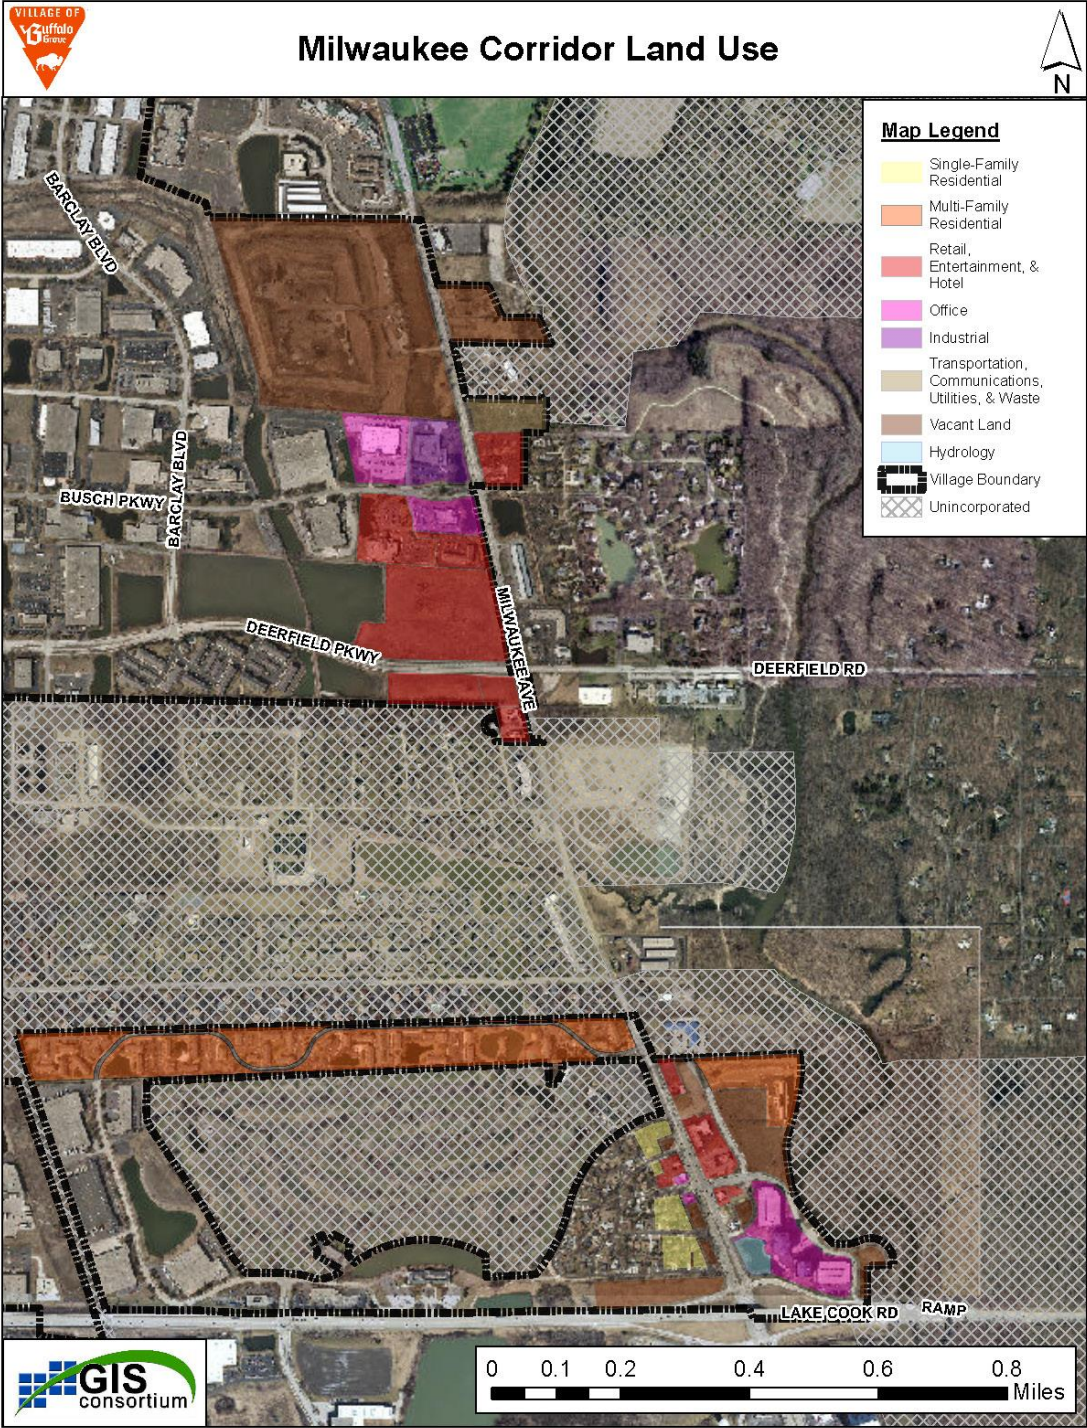 VILLAGE OF
Buffalo
Grove
Milwaukee Corridor Land Use
N
Map Legend
Single-Family
Residential
Multi-Family
Residential
Retail,
Entertainment, &
Hotel
Office
Industrial
Transportation,
Communications,
Utilities, & Waste
Vacant Land
Hydrology
Village Boundary
Unincorporated
BARCLAY BLVD
BARCLAY BLVD
BUSCH PKWY
MILWAUKEE AVE
DEERFIELD PKWY
DEERFIELD RD
LAKE COOK RD
RAMP
GIS
consortium
0 0.1 0.2 0.4 0.6 0.8
Miles